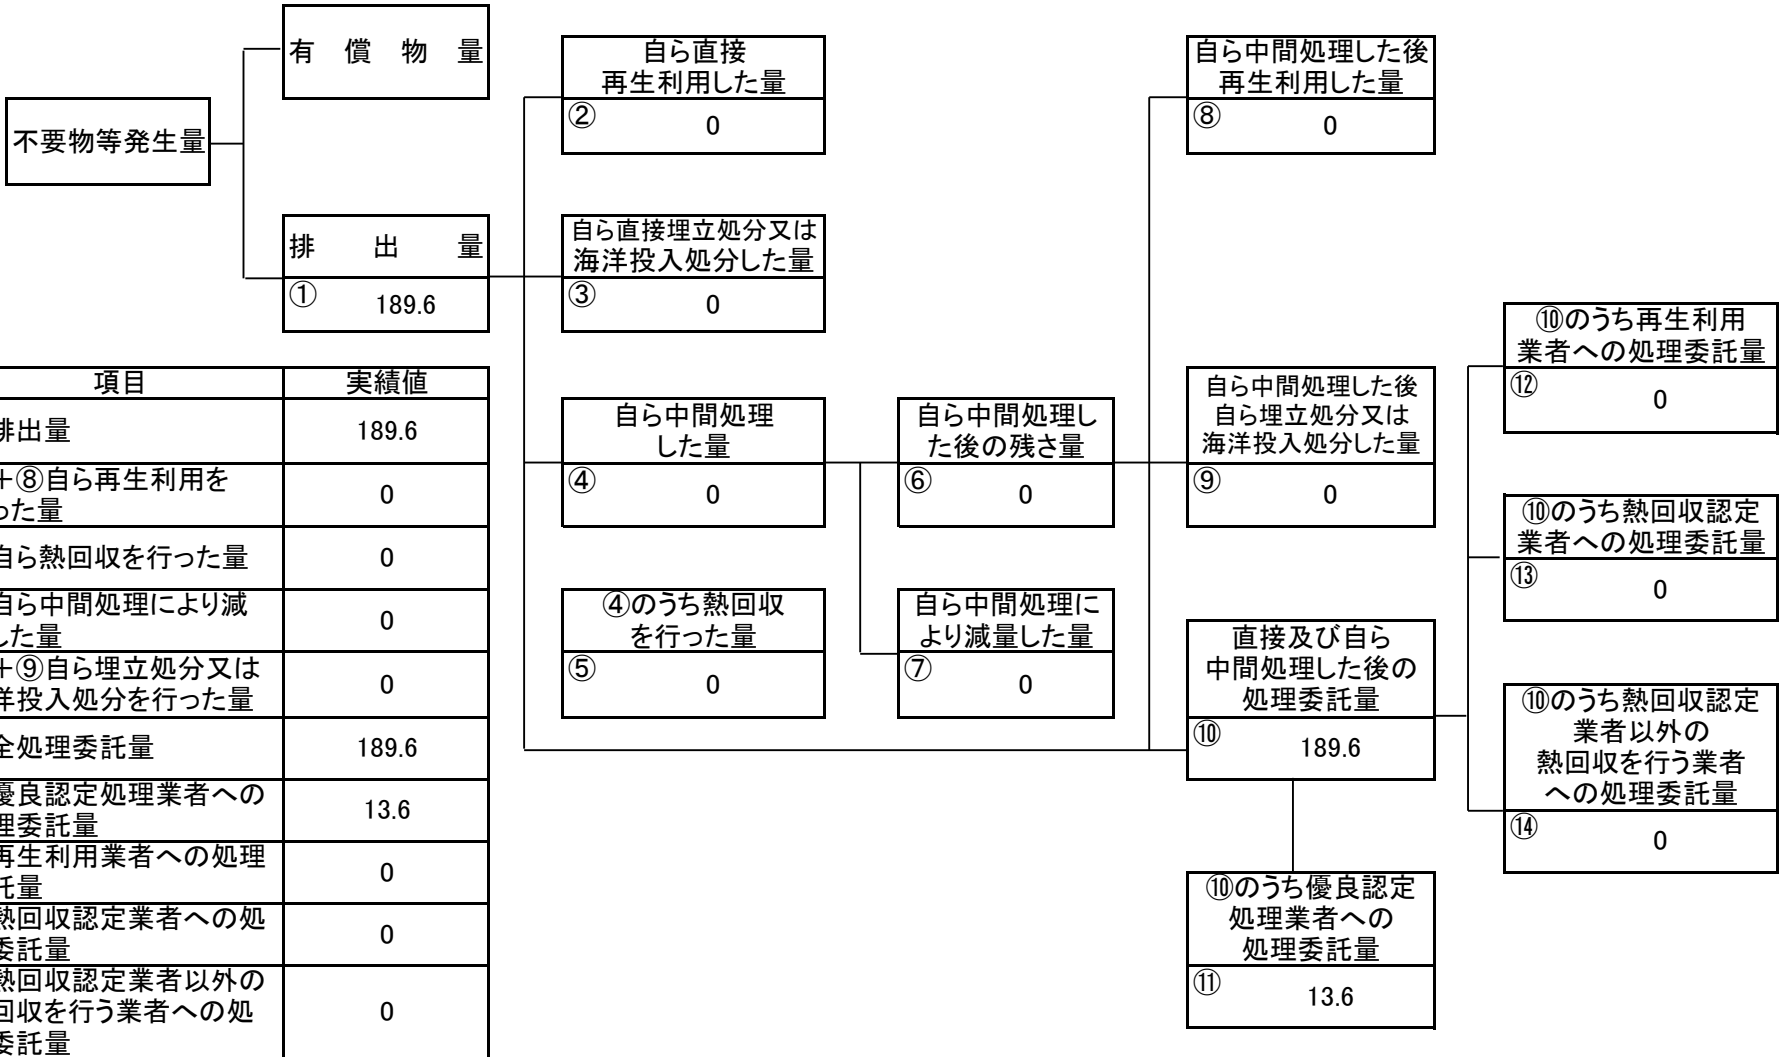 有償物量
不要物等発生量
排出量
①
189.6
自ら直接
再生利用した量
②
0
自ら直接埋立処分又は
海洋投入処分した量
③
0
自ら中間処理
した量
④
0
④のうち熱回収
を行った量
⑤
0
自ら中間処理し
た後の残さ量
⑥
0
自ら中間処理に
より減量した量
⑦
0
自ら中間処理した後
再生利用した量
⑧
0
自ら中間処理した後
自ら埋立処分又は
海洋投入処分した量
⑨
0
直接及び自ら
中間処理した後の
処理委託量
⑩
189.6
⑩のうち優良認定
処理業者への
処理委託量
⑪
13.6
⑩のうち再生利用
業者への処理委託量
⑫
0
⑩のうち熱回収認定
業者への処理委託量
⑬
0
⑩のうち熱回収認定
業者以外の
熱回収を行う業者
への処理委託量
⑭
0
項目 実績値
排出量 189.6
+⑧自ら再生利用を
った量
0
自ら熱回収を行った量 0
自ら中間処理により減
した量
0
+⑨自ら埋立処分又は
洋投入処分を行った量
0
全処理委託量 189.6
優良認定処理業者への
理委託量
13.6
再生利用業者への処理
託量
0
熱回収認定業者への処
委託量
0
熱回収認定業者以外の
回収を行う業者への処
委託量
0